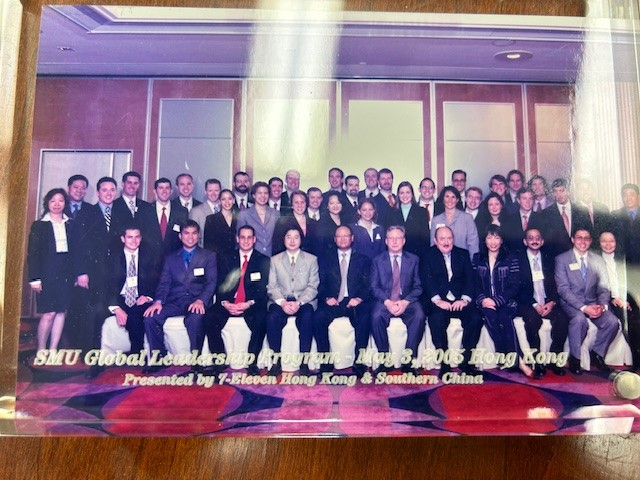 SMU Global Leadership Program - May 3, 2005 Hong Kong
Presented by 7-Eleven Hong Kong & Southern China